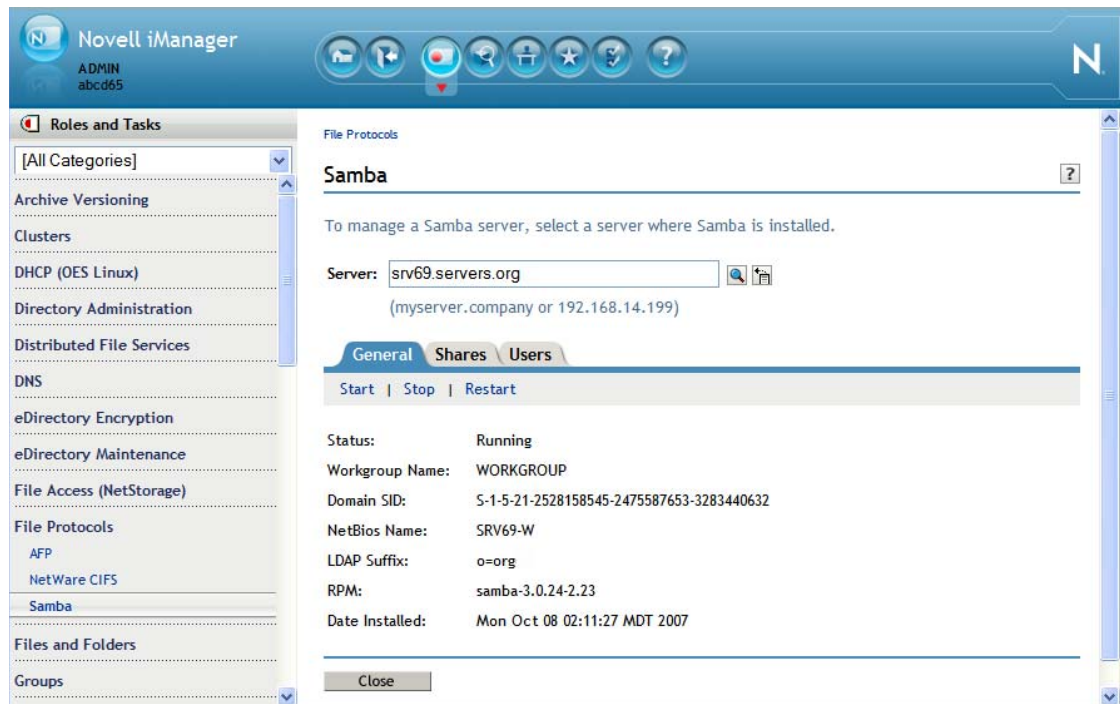 Novell iManager
ADMIN
abcd65
N
Roles and Tasks
[All Categories]
Archive Versioning
Clusters
DHCP (OES Linux)
Directory Administration
Distributed File Services
DNS
eDirectory Encryption
eDirectory Maintenance
File Access (NetStorage)
File Protocols
AFP
NetWare CIFS
Samba
Files and Folders
Groups
File Protocols
Samba
?
To manage a Samba server, select a server where Samba is installed.
Server: srv69.servers.org
(myserver.company or 192.168.14.199)
General Shares Users
Start | Stop | Restart
Status: Running
Workgroup Name: WORKGROUP
Domain SID: S-1-5-21-2528158545-2475587653-3283440632
NetBios Name: SRV69-W
LDAP Suffix: o=org
RPM: samba-3.0.24-2.23
Date Installed: Mon Oct 08 02:11:27 MDT 2007
Close